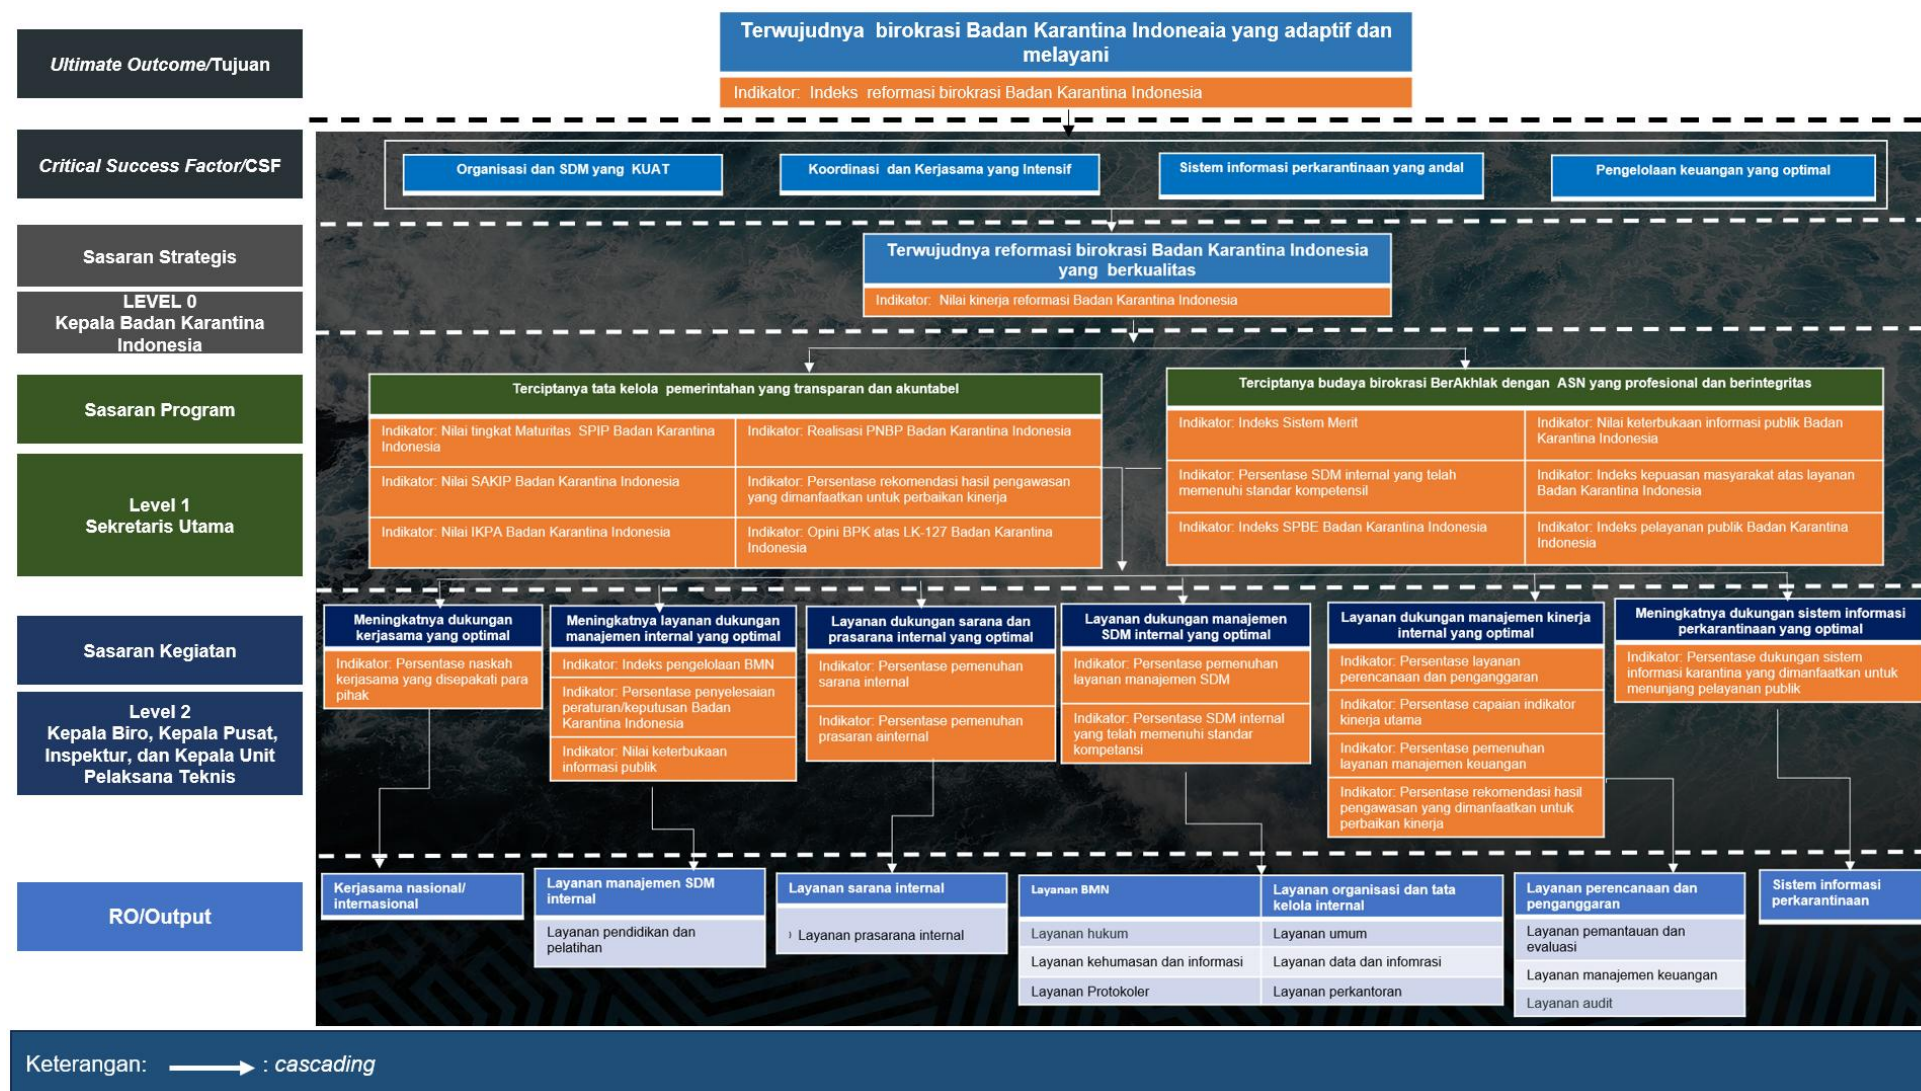 Ultimate Outcome/Tujuan
Terwujudnya birokrasi Badan Karantina Indoneaia yang adaptif dan
melayani
Indikator: Indeks reformasi birokrasi Badan Karantina Indonesia
Critical Success Factor/CSF
Organisasi dan SDM yang KUAT
Koordinasi dan Kerjasama yang Intensif
Sistem informasi perkarantinaan yang andal
Pengelolaan keuangan yang optimal
Sasaran Strategis
LEVEL 0
Kepala Badan Karantina
Indonesia
Terwujudnya reformasi birokrasi Badan Karantina Indonesia
yang berkualitas
Indikator: Nilai kinerja reformasi Badan Karantina Indonesia
Sasaran Program
Level 1
Sekretaris Utama
Terciptanya tata kelola pemerintahan yang transparan dan akuntabel
Indikator: Nilai tingkat Maturitas SPIP Badan Karantina
Indonesia
Indikator: Realisasi PNBP Badan Karantina Indonesia
Indikator: Nilai SAKIP Badan Karantina Indonesia
Indikator: Persentase rekomendasi hasil pengawasan
yang dimanfaatkan untuk perbaikan kinerja
Indikator: Nilai IKPA Badan Karantina Indonesia
Indikator: Opini BPK atas LK-127 Badan Karantina
Indonesia
Terciptanya budaya birokrasi BerAkhlak dengan ASN yang profesional dan berintegritas
Indikator: Indeks Sistem Merit
Indikator: Nilai keterbukaan informasi publik Badan
Karantina Indonesia
Indikator: Persentase SDM internal yang telah
memenuhi standar kompetensil
Indikator: Indeks kepuasan masyarakat atas layanan
Badan Karantina Indonesia
Indikator: Indeks SPBE Badan Karantina Indonesia
Indikator: Indeks pelayanan publik Badan Karantina
Indonesia
Sasaran Kegiatan
Level 2
Kepala Biro, Kepala Pusat,
Inspektur, dan Kepala Unit
Pelaksana Teknis
Meningkatnya dukungan
kerjasama yang optimal
Indikator: Persentase naskah
kerjasama yang disepakati para
pihak
Meningkatnya layanan dukungan
manajemen internal yang optimal
Indikator: Indeks pengelolaan BMN
Indikator: Persentase penyelesaian
peraturan/keputusan Badan
Karantina Indonesia
Indikator: Nilai keterbukaan
informasi publik
Layanan dukungan sarana dan
prasarana internal yang optimal
Indikator: Persentase pemenuhan
sarana internal
Indikator: Persentase pemenuhan
prasaran ainternal
Layanan dukungan manajemen
SDM internal yang optimal
Indikator: Persentase pemenuhan
layanan manajemen SDM
Indikator: Persentase SDM internal
yang telah memenuhi standar
kompetansi
Layanan dukungan manajemen kinerja
internal yang optimal
Indikator: Persentase layanan
perencanaan dan penganggaran
Indikator: Persentase capaian indikator
kinerja utama
Indikator: Persentase pemenuhan
layanan manajemen keuangan
Indikator: Persentase rekomendasi hasil
pengawasan yang dimanfaatkan untuk
perbaikan kinerja
Meningkatnya dukungan sistem informasi
perkarantinaan yang optimal
Indikator: Persentase dukungan sistem
informasi karantina yang dimanfaatkan untuk
menunjang pelayanan publik
RO/Output
Kerjasama nasional/
internasional
Layanan manajemen SDM
internal
Layanan pendidikan dan
pelatihan
Layanan sarana internal
Layanan prasarana internal
Layanan BMN
Layanan organisasi dan tata
kelola internal
Layanan hukum
Layanan umum
Layanan kehumasan dan informasi
Layanan data dan infomrasi
Layanan Protokoler
Layanan perkantoran
Layanan perencanaan dan
penganggaran
Layanan pemantauan dan
evaluasi
Layanan manajemen keuangan
Layanan audit
Sistem informasi
perkarantinaan
Keterangan: : cascading